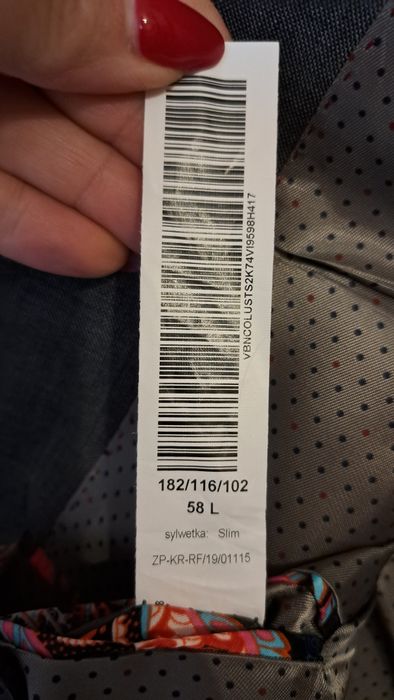 VBNCOLUSTS2K74VI9598H417
182/116/102
58 L
sylwetka: Slim
ZP-KR-RF/19/01115